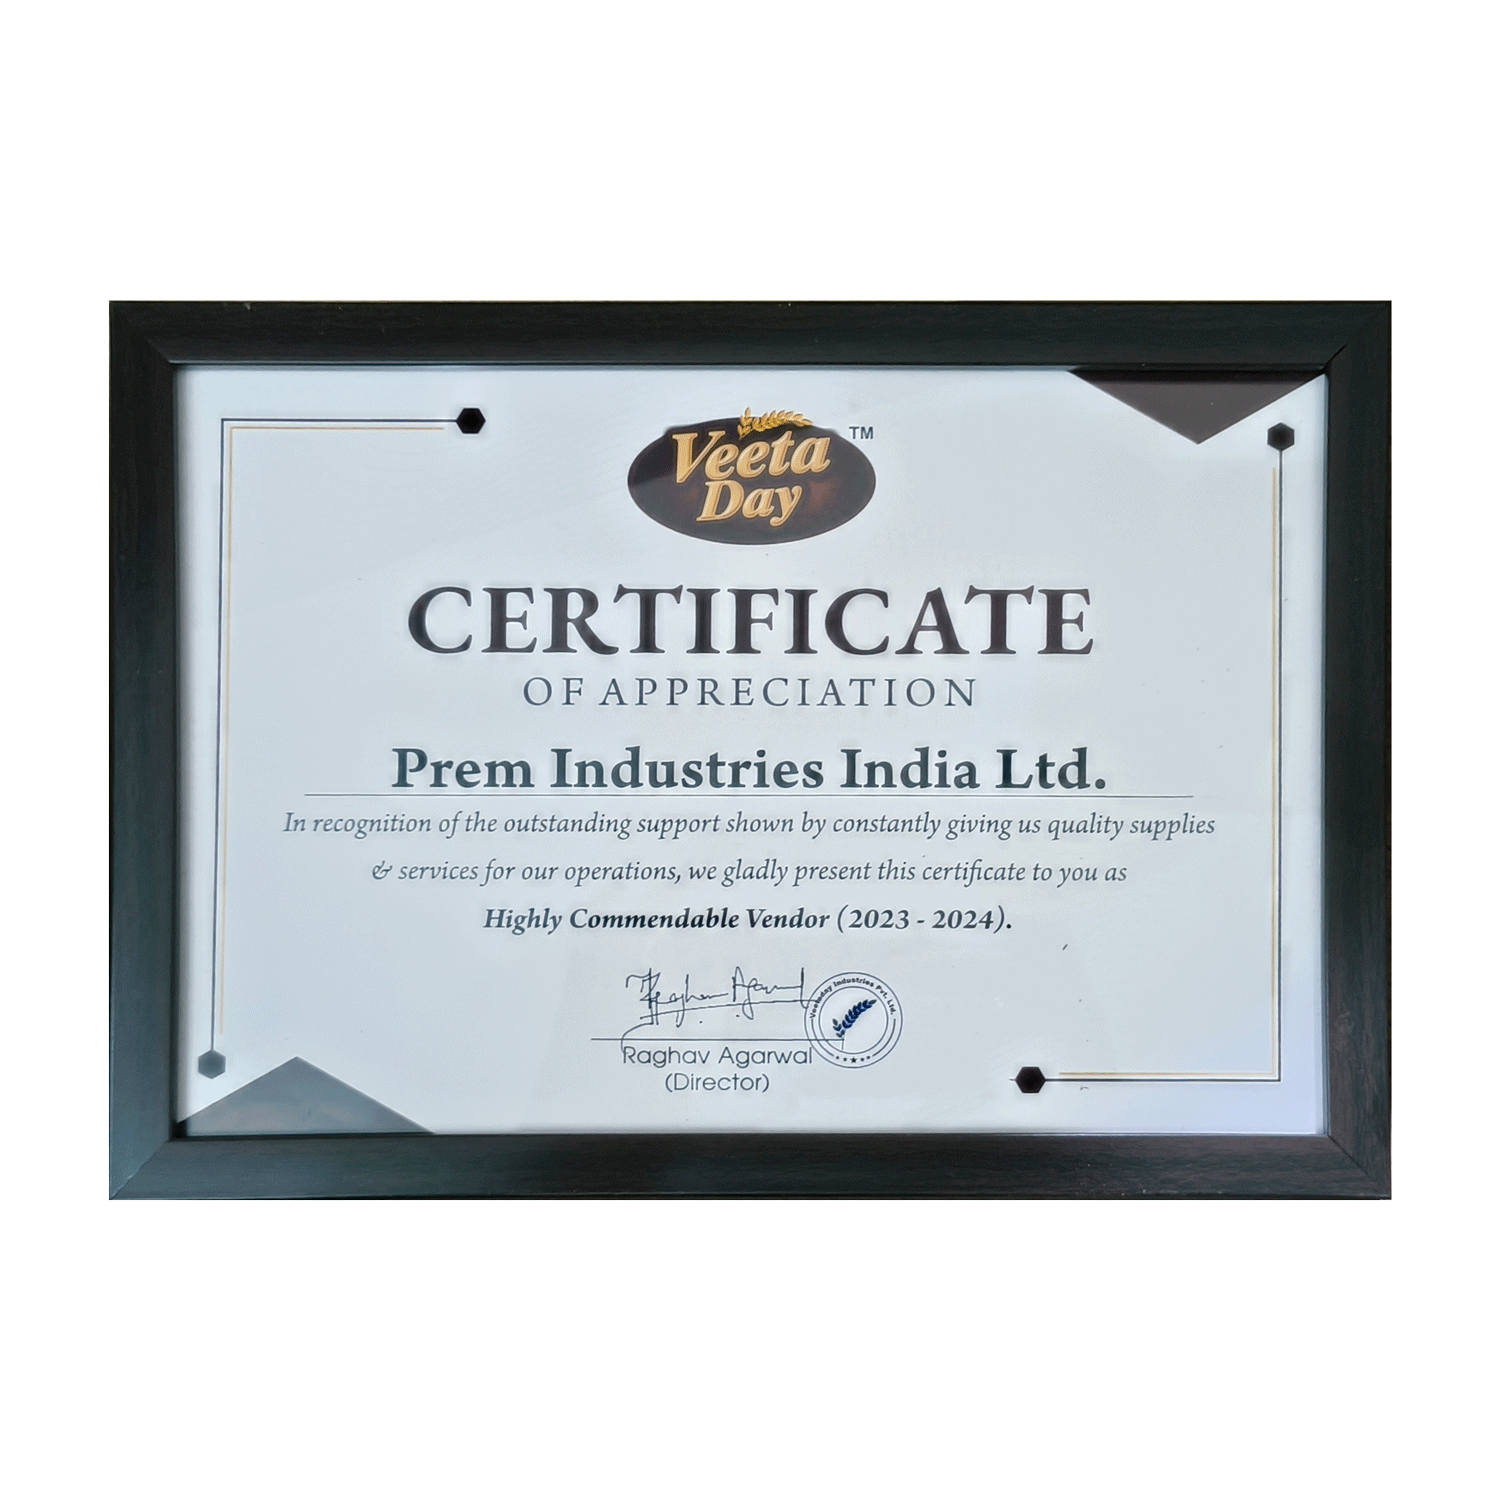 Veeta
Day
TM
CERTIFICATE
OF APPRECIATION
Prem Industries India Ltd.
In recognition of the outstanding support shown by constantly giving us quality supplies
& services for our operations, we gladly present this certificate to you as
Highly Commendable Vendor (2023 - 2024).
Raghav Agarwal
Veetaday Industries Pvt. Ltd.
Raghav Agarwal
(Director)